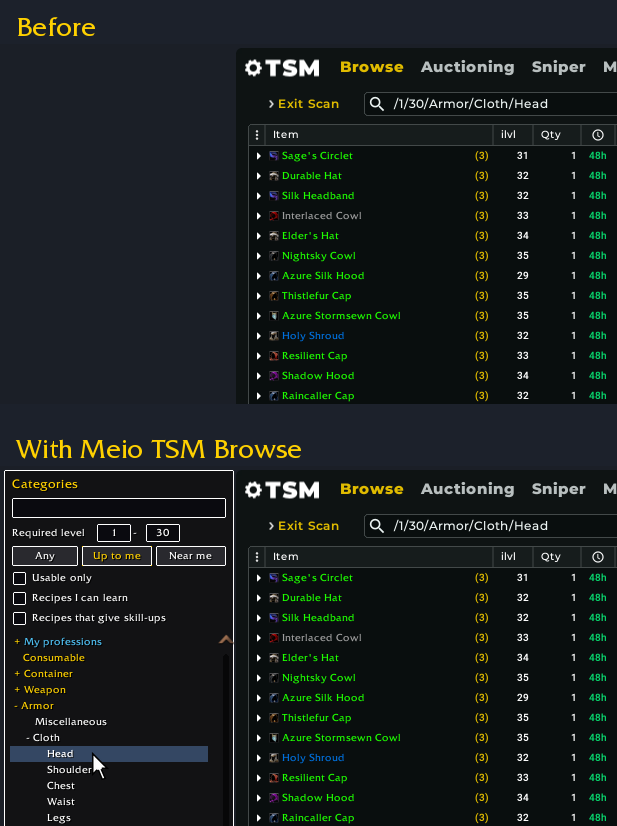 Before
TSM Browse Auctioning Sniper M
Exit Scan /1/30/Armor/Cloth/Head
Item ilvl Qty
Sage's Circlet (3) 31 1 48h
Durable Hat (3) 32 1 48h
Silk Headband (3) 32 1 48h
Interlaced Cowl (3) 33 1 48h
Elder's Hat (3) 34 1 48h
Nightsky Cowl (3) 35 1 48h
Azure Silk Hood (3) 29 1 48h
Thistlefur Cap (3) 35 1 48h
Azure Stormsewn Cowl (3) 35 1 48h
Holy Shroud (3) 32 1 48h
Resilient Cap (3) 33 1 48h
Shadow Hood (3) 34 1 48h
Raincaller Cap (3) 32 1 48h
With Meio TSM Browse
Categories
Required level 1 - 30
Any Up to me Near me
Usable only
Recipes I can learn
Recipes that give skill-ups
+ My professions
Consumable
+ Container
+ Weapon
- Armor
Miscellaneous
- Cloth
Head
Shoulder
Chest
Waist
Legs
TSM Browse Auctioning Sniper M
Exit Scan /1/30/Armor/Cloth/Head
Item ilvl Qty
Sage's Circlet (3) 31 1 48h
Durable Hat (3) 32 1 48h
Silk Headband (3) 32 1 48h
Interlaced Cowl (3) 33 1 48h
Elder's Hat (3) 34 1 48h
Nightsky Cowl (3) 35 1 48h
Azure Silk Hood (3) 29 1 48h
Thistlefur Cap (3) 35 1 48h
Azure Stormsewn Cowl (3) 35 1 48h
Holy Shroud (3) 32 1 48h
Resilient Cap (3) 33 1 48h
Shadow Hood (3) 34 1 48h
Raincaller Cap (3) 32 1 48h